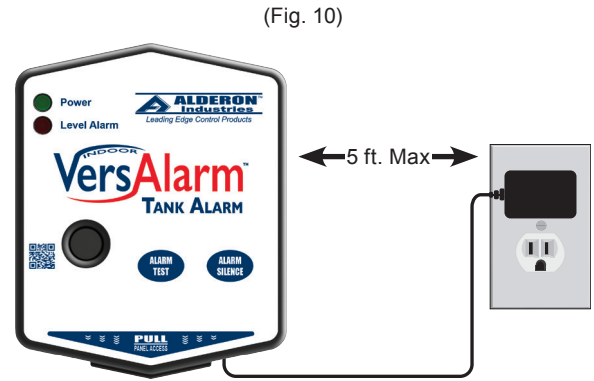 (Fig. 10)
Power
Level Alarm
ALDERON™
Industries
Leading Edge Control Products
INDOOR
VersAlarm™
TANK ALARM
5 ft. Max
ALARM
TEST
ALARM
SILENCE
PULL
PANEL ACCESS